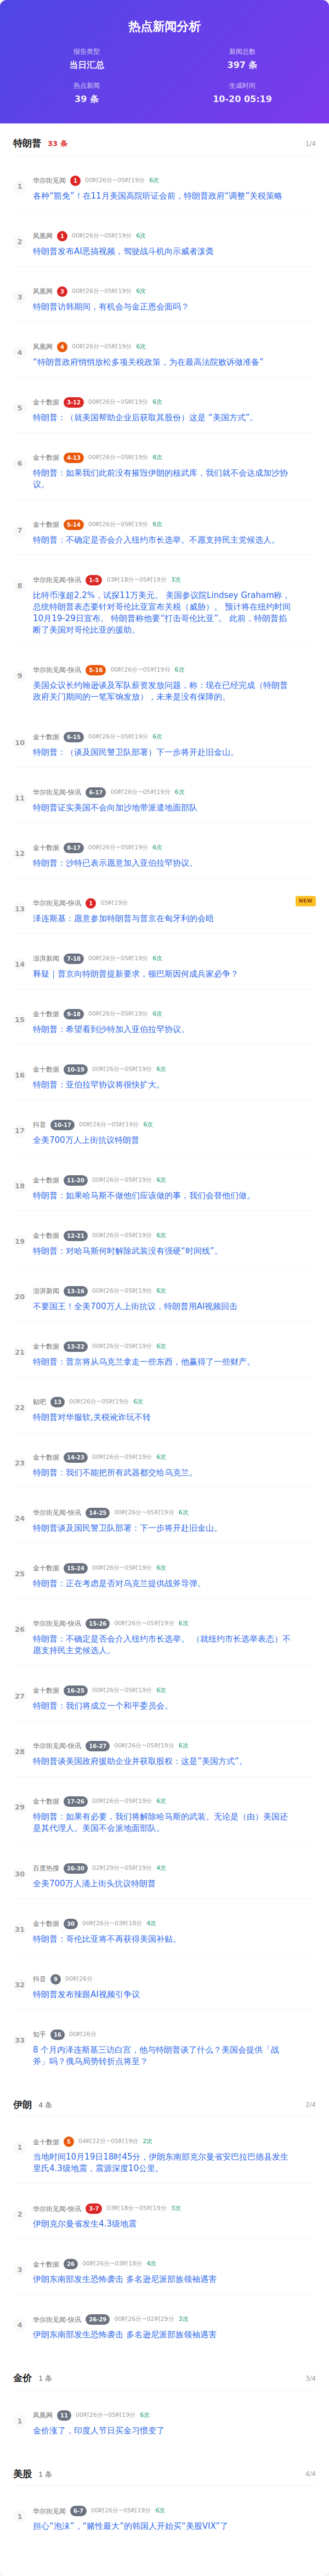 热点新闻分析
报告类型
当日汇总
新闻总数
397 条
热点新闻
39 条
生成时间
10-20 05:19
特朗普 33 条 1/4
1
华尔街见闻 1 00时26分~05时19分 6次
各种“豁免”！在11月美国高院听证会前，特朗普政府“调整”关税策略
2
凤凰网 1 00时26分~05时19分 6次
特朗普发布AI恶搞视频，驾驶战斗机向示威者泼粪
3
凤凰网 3 00时26分~05时19分 6次
特朗普访韩期间，有机会与金正恩会面吗？
4
凤凰网 4 00时26分~05时19分 6次
“特朗普政府悄悄放松多项关税政策，为在最高法院败诉做准备”
5
金十数据 3-12 00时26分~05时19分 6次
特朗普：（就美国帮助企业后获取其股份）这是 “美国方式”。
6
金十数据 4-13 00时26分~05时19分 6次
特朗普：如果我们此前没有摧毁伊朗的核武库，我们就不会达成加沙协
议。
7
金十数据 5-14 00时26分~05时19分 6次
特朗普：不确定是否会介入纽约市长选举。不愿支持民主党候选人。
8
华尔街见闻-快讯 1-5 03时18分~05时19分 3次
比特币涨超2.2%，试探11万美元。 美国参议院Lindsey Graham称，
总统特朗普表态要针对哥伦比亚宣布关税（威胁）。 预计将在纽约时间
10月19-29日宣布。 特朗普称他要“打击哥伦比亚”。 此前，特朗普掐
断了美国对哥伦比亚的援助。
9
华尔街见闻-快讯 5-16 00时26分~05时19分 6次
美国众议长约翰逊谈及军队薪资发放问题，称：现在已经完成（特朗普
政府关门期间的一笔军饷发放），未来是没有保障的。
10
金十数据 6-15 00时26分~05时19分 6次
特朗普：（谈及国民警卫队部署）下一步将开赴旧金山。
11
华尔街见闻-快讯 6-17 00时26分~05时19分 6次
特朗普证实美国不会向加沙地带派遣地面部队
12
金十数据 8-17 00时26分~05时19分 6次
特朗普：沙特已表示愿意加入亚伯拉罕协议。
13
华尔街见闻-快讯 1 05时19分 NEW
泽连斯基：愿意参加特朗普与普京在匈牙利的会晤
14
澎湃新闻 7-18 00时26分~05时19分 6次
释疑｜普京向特朗普提新要求，顿巴斯因何成兵家必争？
15
金十数据 9-18 00时26分~05时19分 6次
特朗普：希望看到沙特加入亚伯拉罕协议。
16
金十数据 10-19 00时26分~05时19分 6次
特朗普：亚伯拉罕协议将很快扩大。
17
抖音 10-17 00时26分~05时19分 6次
全美700万人上街抗议特朗普
18
金十数据 11-20 00时26分~05时19分 6次
特朗普：如果哈马斯不做他们应该做的事，我们会替他们做。
19
金十数据 12-21 00时26分~05时19分 6次
特朗普：对哈马斯何时解除武装没有强硬“时间线”。
20
澎湃新闻 13-16 00时26分~05时19分 6次
不要国王！全美700万人上街抗议，特朗普用AI视频回击
21
金十数据 13-22 00时26分~05时19分 6次
特朗普：普京将从乌克兰拿走一些东西，他赢得了一些财产。
22
贴吧 13 00时26分~05时19分 6次
特朗普对华服软,关税讹诈玩不转
23
金十数据 14-23 00时26分~05时19分 6次
特朗普：我们不能把所有武器都交给乌克兰。
24
华尔街见闻-快讯 14-25 00时26分~05时19分 6次
特朗普谈及国民警卫队部署：下一步将开赴旧金山。
25
金十数据 15-24 00时26分~05时19分 6次
特朗普：正在考虑是否对乌克兰提供战斧导弹。
26
华尔街见闻-快讯 15-26 00时26分~05时19分 6次
特朗普：不确定是否会介入纽约市长选举。 （就纽约市长选举表态）不
愿支持民主党候选人。
27
金十数据 16-25 00时26分~05时19分 6次
特朗普：我们将成立一个和平委员会。
28
华尔街见闻-快讯 16-27 00时26分~05时19分 6次
特朗普谈美国政府援助企业并获取股权：这是“美国方式”。
29
金十数据 17-26 00时26分~05时19分 6次
特朗普：如果有必要，我们将解除哈马斯的武装。无论是（由）美国还
是其代理人。美国不会派地面部队。
30
百度热搜 26-30 02时29分~05时19分 4次
全美700万人涌上街头抗议特朗普
31
金十数据 30 00时26分~03时18分 4次
特朗普：哥伦比亚将不再获得美国补贴。
32
抖音 9 00时26分
特朗普发布辣眼AI视频引争议
33
知乎 16 00时26分
8 个月内泽连斯基三访白宫，他与特朗普谈了什么？美国会提供「战
斧」吗？俄乌局势转折点将至？
伊朗 4 条 2/4
1
金十数据 5 04时22分~05时19分 2次
当地时间10月19日18时45分，伊朗东南部克尔曼省安巴拉巴德县发生
里氏4.3级地震，震源深度10公里。
2
华尔街见闻-快讯 3-7 03时18分~05时19分 3次
伊朗克尔曼省发生4.3级地震
3
金十数据 26 00时26分~03时18分 4次
伊朗东南部发生恐怖袭击 多名逊尼派部族领袖遇害
4
华尔街见闻-快讯 26-29 00时26分~02时29分 3次
伊朗东南部发生恐怖袭击 多名逊尼派部族领袖遇害
金价 1 条 3/4
1
凤凰网 11 00时26分~05时19分 6次
金价涨了，印度人节日买金习惯变了
美股 1 条 4/4
1
华尔街见闻 6-7 00时26分~05时19分 6次
担心“泡沫”，“赌性最大”的韩国人开始买“美股VIX”了